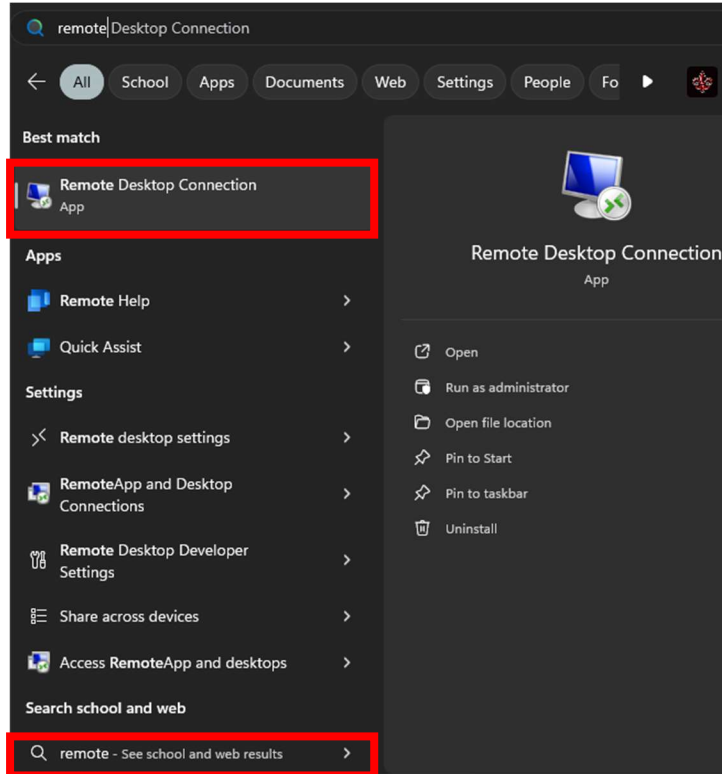 remote Desktop Connection
All School Apps Documents Web Settings People Fo
Best match
Remote Desktop Connection
App
Apps
Remote Help
Quick Assist
Settings
Remote desktop settings
RemoteApp and Desktop
Connections
Remote Desktop Developer
Settings
Share across devices
Access RemoteApp and desktops
Search school and web
remote - See school and web results
Remote Desktop Connection
App
Open
Run as administrator
Open file location
Pin to Start
Pin to taskbar
Uninstall